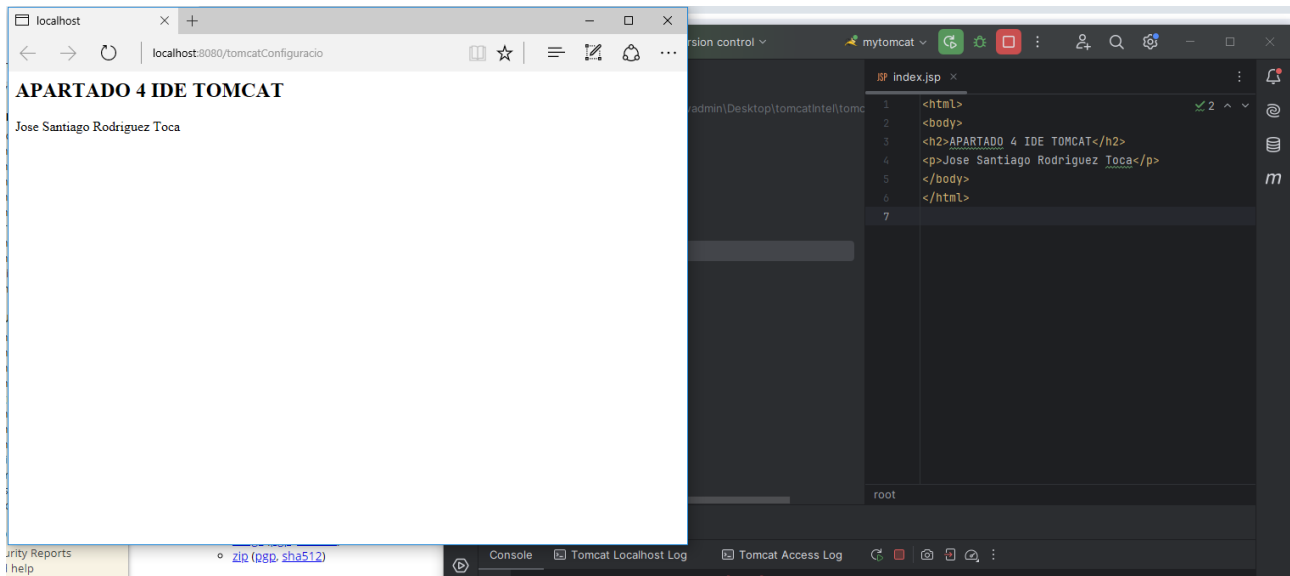 localhost
localhost:8080/tomcatConfiguracio
APARTADO 4 IDE TOMCAT
Jose Santiago Rodriguez Toca
rsion control
mytomcat
vadmin\Desktop\tomcatIntel\tomc
JSP index.jsp
2
1 <html>
2 <body>
3 <h2>APARTADO 4 IDE TOMCAT</h2>
4 <p>Jose Santiago Rodriguez Toca</p>
5 </body>
6 </html>
7
m
root
urity Reports
l help
zip (pgp, sha512)
Console
Tomcat Localhost Log
Tomcat Access Log